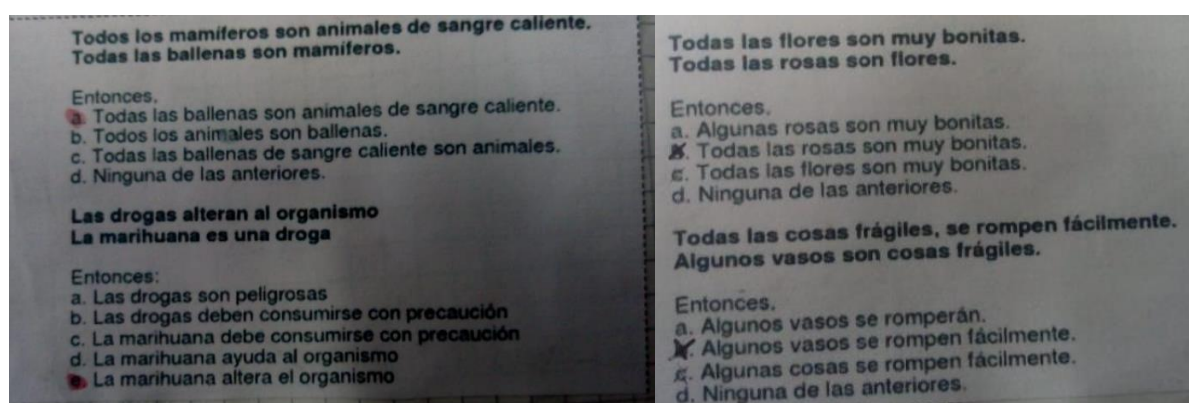 Todos los mamíferos son animales de sangre caliente.
Todas las ballenas son mamíferos.
Entonces,
a. Todas las ballenas son animales de sangre caliente.
b. Todos los animales son ballenas.
c. Todas las ballenas de sangre caliente son animales.
d. Ninguna de las anteriores.
Las drogas alteran al organismo
La marihuana es una droga
Entonces:
a. Las drogas son peligrosas
b. Las drogas deben consumirse con precaución
c. La marihuana debe consumirse con precaución
d. La marihuana ayuda al organismo
e. La marihuana altera el organismo
Todas las flores son muy bonitas.
Todas las rosas son flores.
Entonces,
a. Algunas rosas son muy bonitas.
b. Todas las rosas son muy bonitas.
c. Todas las flores son muy bonitas.
d. Ninguna de las anteriores.
Todas las cosas frágiles, se rompen fácilmente.
Algunos vasos son cosas frágiles.
Entonces,
a. Algunos vasos se romperán.
b. Algunos vasos se rompen fácilmente.
c. Algunas cosas se rompen fácilmente.
d. Ninguna de las anteriores.